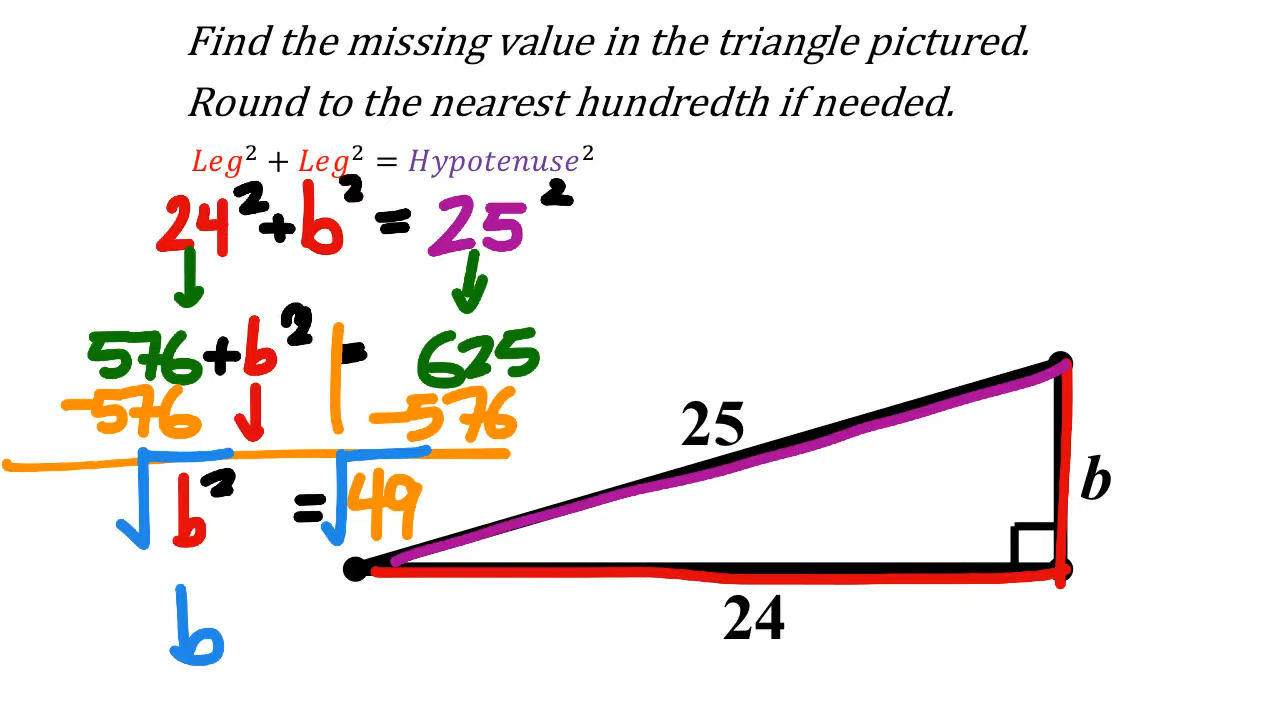 Find the missing value in the triangle pictured.
Round to the nearest hundredth if needed.
Leg² + Leg² = Hypotenuse²
24² + b² = 25²
576 + b² = 625
-576 -576
√b² = √49
b
25
b
24